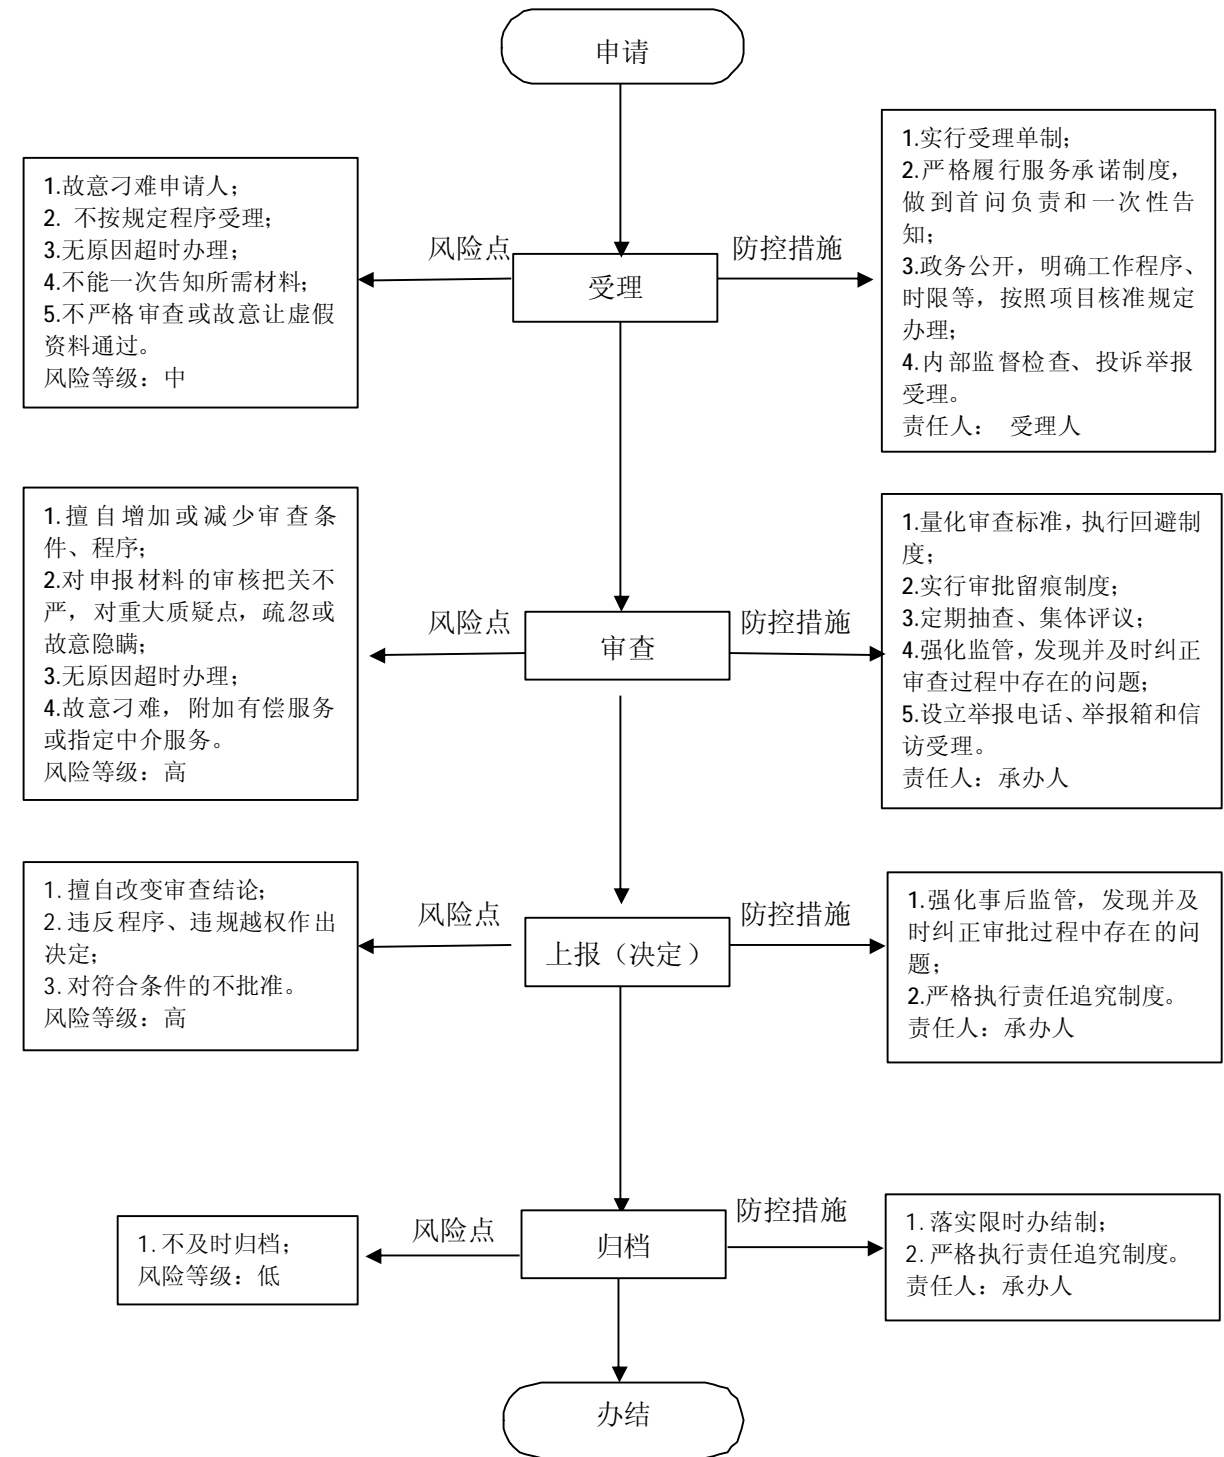 申请
1.故意刁难申请人；
2. 不按规定程序受理；
3.无原因超时办理；
4.不能一次告知所需材料；
5.不严格审查或故意让虚假
资料通过。
风险等级：中
风险点
受理
防控措施
1.实行受理单制；
2.严格履行服务承诺制度，
做到首问负责和一次性告
知；
3.政务公开，明确工作程序、
时限等，按照项目核准规定
办理；
4.内部监督检查、投诉举报
受理。
责任人： 受理人
1.擅自增加或减少审查条
件、程序；
2.对申报材料的审核把关不
严，对重大质疑点，疏忽或
故意隐瞒；
3.无原因超时办理；
4.故意刁难，附加有偿服务
或指定中介服务。
风险等级：高
风险点
审查
防控措施
1.量化审查标准，执行回避制
度；
2.实行审批留痕制度；
3.定期抽查、集体评议；
4.强化监管，发现并及时纠正
审查过程中存在的问题；
5.设立举报电话、举报箱和信
访受理。
责任人：承办人
1.擅自改变审查结论；
2.违反程序、违规越权作出
决定；
3.对符合条件的不批准。
风险等级：高
风险点
上报（决定）
防控措施
1.强化事后监管，发现并及
时纠正审批过程中存在的问
题；
2.严格执行责任追究制度。
责任人：承办人
1.不及时归档；
风险等级：低
风险点
归档
防控措施
1.落实限时办结制；
2.严格执行责任追究制度。
责任人：承办人
办结